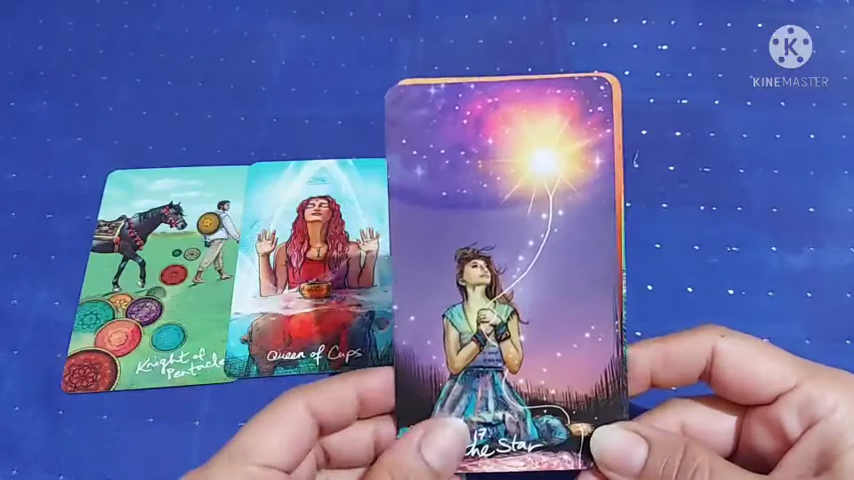 KINEMASTER
Knight of
Pentacles
Queen of Cups
17
the Star